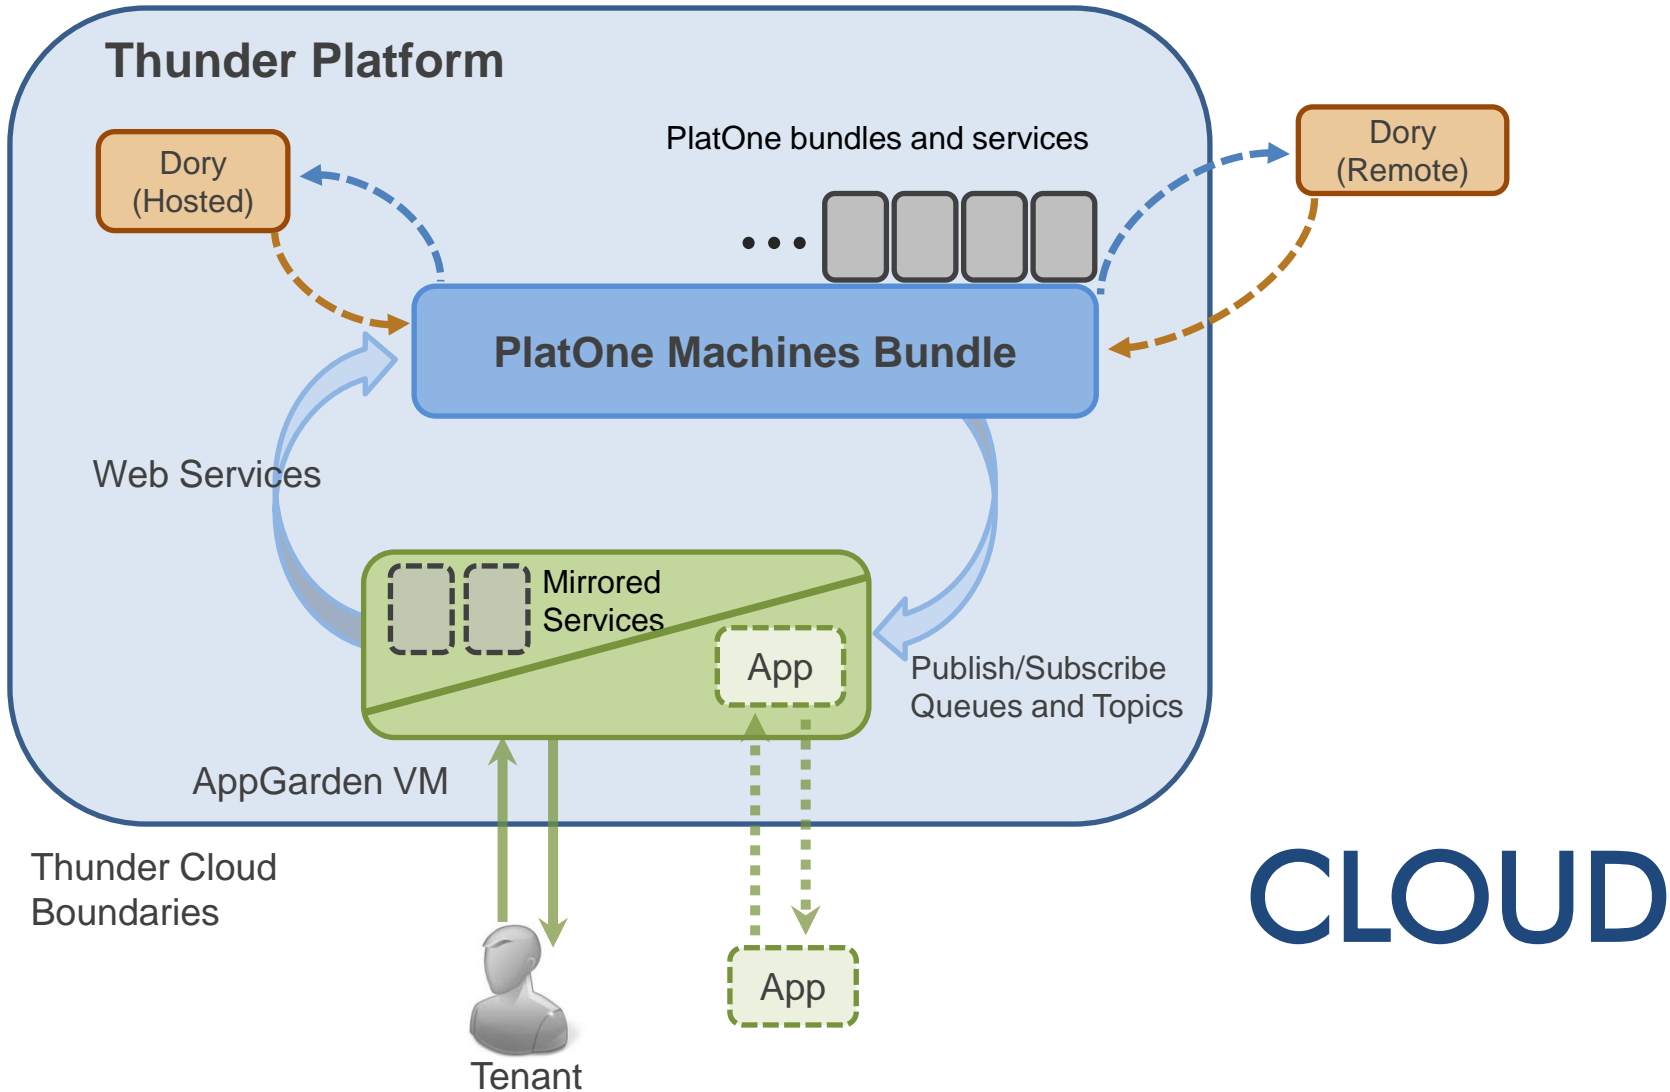 Thunder Platform
Dory
(Hosted)
PlatOne bundles and services
Dory
(Remote)
PlatOne Machines Bundle
Web Services
Mirrored
Services
App
Publish/Subscribe
Queues and Topics
AppGarden VM
Thunder Cloud
Boundaries
CLOUD
App
Tenant